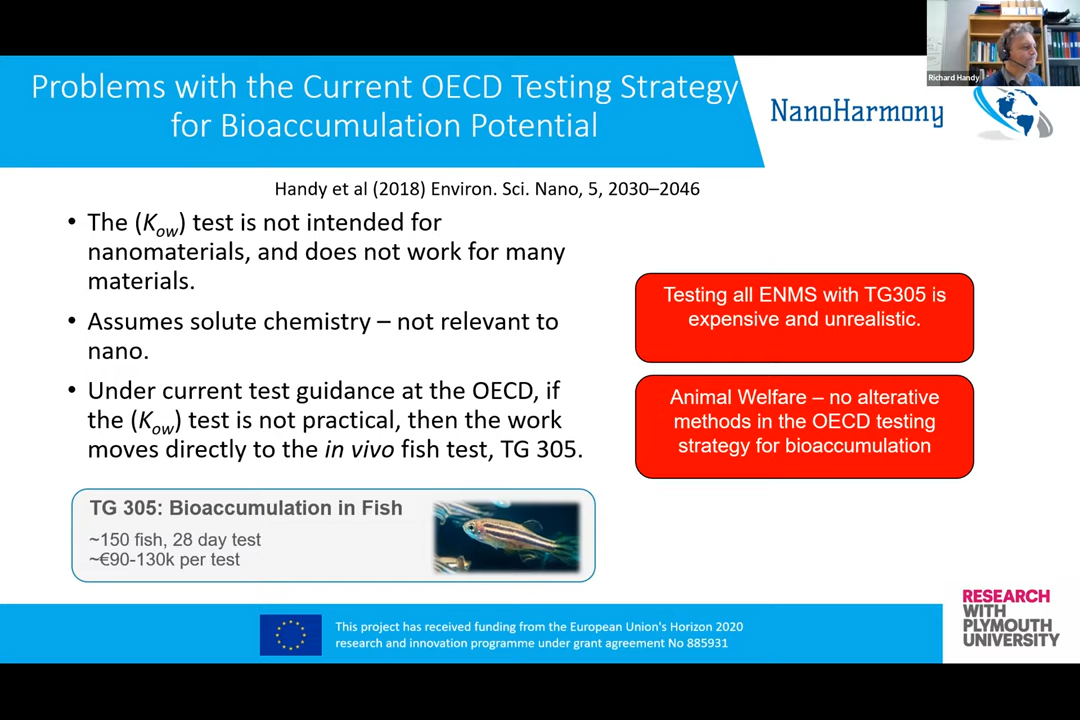 Richard Handy
Problems with the Current OECD Testing Strategy
for Bioaccumulation Potential
NanoHarmony
Handy et al (2018) Environ. Sci. Nano, 5, 2030–2046
• The (Kow) test is not intended for
nanomaterials, and does not work for many
materials.
• Assumes solute chemistry – not relevant to
nano.
• Under current test guidance at the OECD, if
the (Kow) test is not practical, then the work
moves directly to the in vivo fish test, TG 305.
Testing all ENMS with TG305 is
expensive and unrealistic.
Animal Welfare – no alterative
methods in the OECD testing
strategy for bioaccumulation
TG 305: Bioaccumulation in Fish
~150 fish, 28 day test
~€90-130k per test
This project has received funding from the European Union's Horizon 2020
research and innovation programme under grant agreement No 885931
RESEARCH
WITH
PLYMOUTH
UNIVERSITY